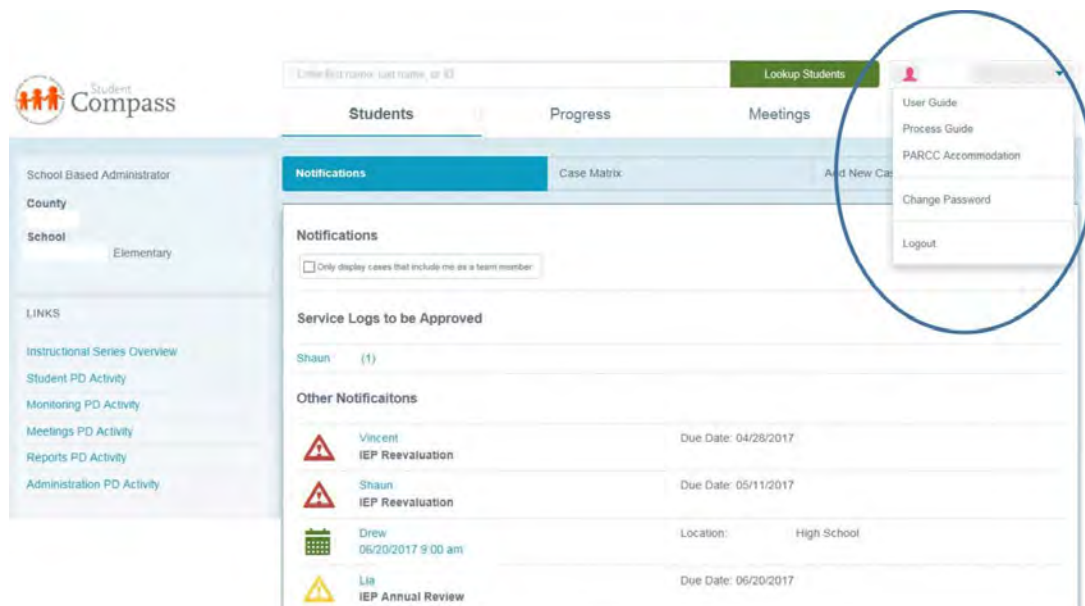 Student
Compass
Enter first name, last name, or ID
Lookup Students
Students
Progress
Meetings
User Guide
Process Guide
PARCC Accommodation
Change Password
Logout
School Based Administrator
County
School
Elementary
LINKS
Instructional Series Overview
Student PD Activity
Monitoring PD Activity
Meetings PD Activity
Reports PD Activity
Administration PD Activity
Notifications
Case Matrix
Add New Cas
Notifications
Only display cases that include me as a team member
Service Logs to be Approved
Shaun (1)
Other Notificaitons
Vincent
IEP Reevaluation
Due Date: 04/28/2017
Shaun
IEP Reevaluation
Due Date: 05/11/2017
Drew
06/20/2017 9:00 am
Location: High School
Lia
IEP Annual Review
Due Date: 06/20/2017